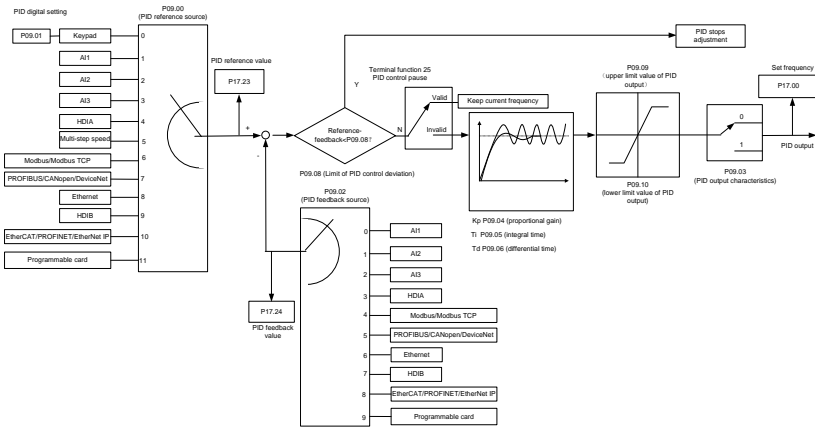 PID digital setting
P09.00
(PID reference source)
P09.01
Keypad
0
AI1
1
AI2
2
AI3
3
HDIA
4
Multi-step speed
5
Modbus/Modbus TCP
6
PROFIBUS/CANopen/DeviceNet
7
Ethernet
8
HDIB
9
EtherCAT/PROFINET/EtherNet IP
10
Programmable card
11
PID reference value
P17.23
+
-
P17.24
PID feedback
value
Reference-
feedback<P09.08?
Y
N
P09.08 (Limit of PID control deviation)
PID stops
adjustment
Terminal function 25
PID control pause
Valid
Invalid
Keep current frequency
Kp P09.04 (proportional gain)
Ti P09.05 (integral time)
Td P09.06 (differential time)
P09.09
(upper limit value of PID
output)
P09.10
(lower limit value of PID
output)
0
1
P09.03
(PID output characteristics)
Set frequency
P17.00
PID output
P09.02
(PID feedback source)
0
AI1
1
AI2
2
AI3
3
HDIA
4
Modbus/Modbus TCP
5
PROFIBUS/CANopen/DeviceNet
6
Ethernet
7
HDIB
8
EtherCAT/PROFINET/EtherNet IP
9
Programmable card